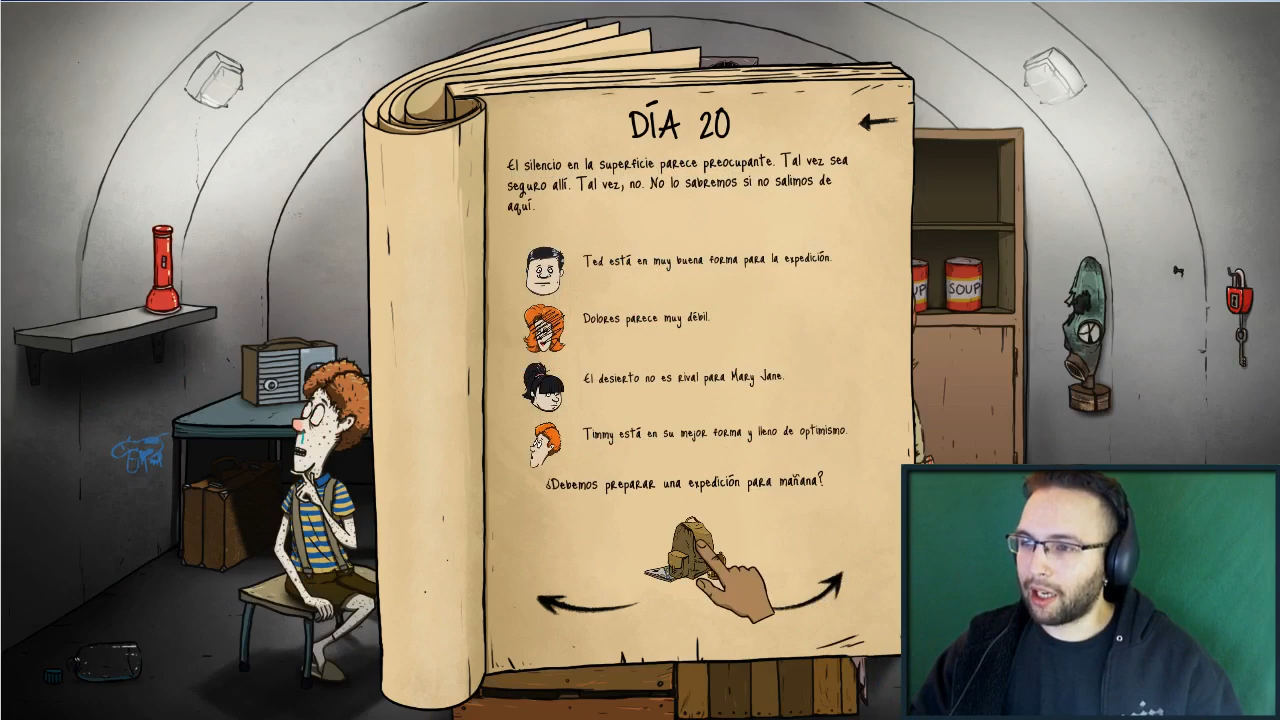 DÍA 20
El silencio en la superficie parece preocupante. Tal vez sea
seguro allí. Tal vez, no. No lo sabremos si no salimos de
aquí.
Ted está en muy buena forma para la expedición.
Dolores parece muy débil.
El desierto no es rival para Mary Jane.
Timmy está en su mejor forma y lleno de optimismo.
¿Debemos preparar una expedición para mañana?
SOUP